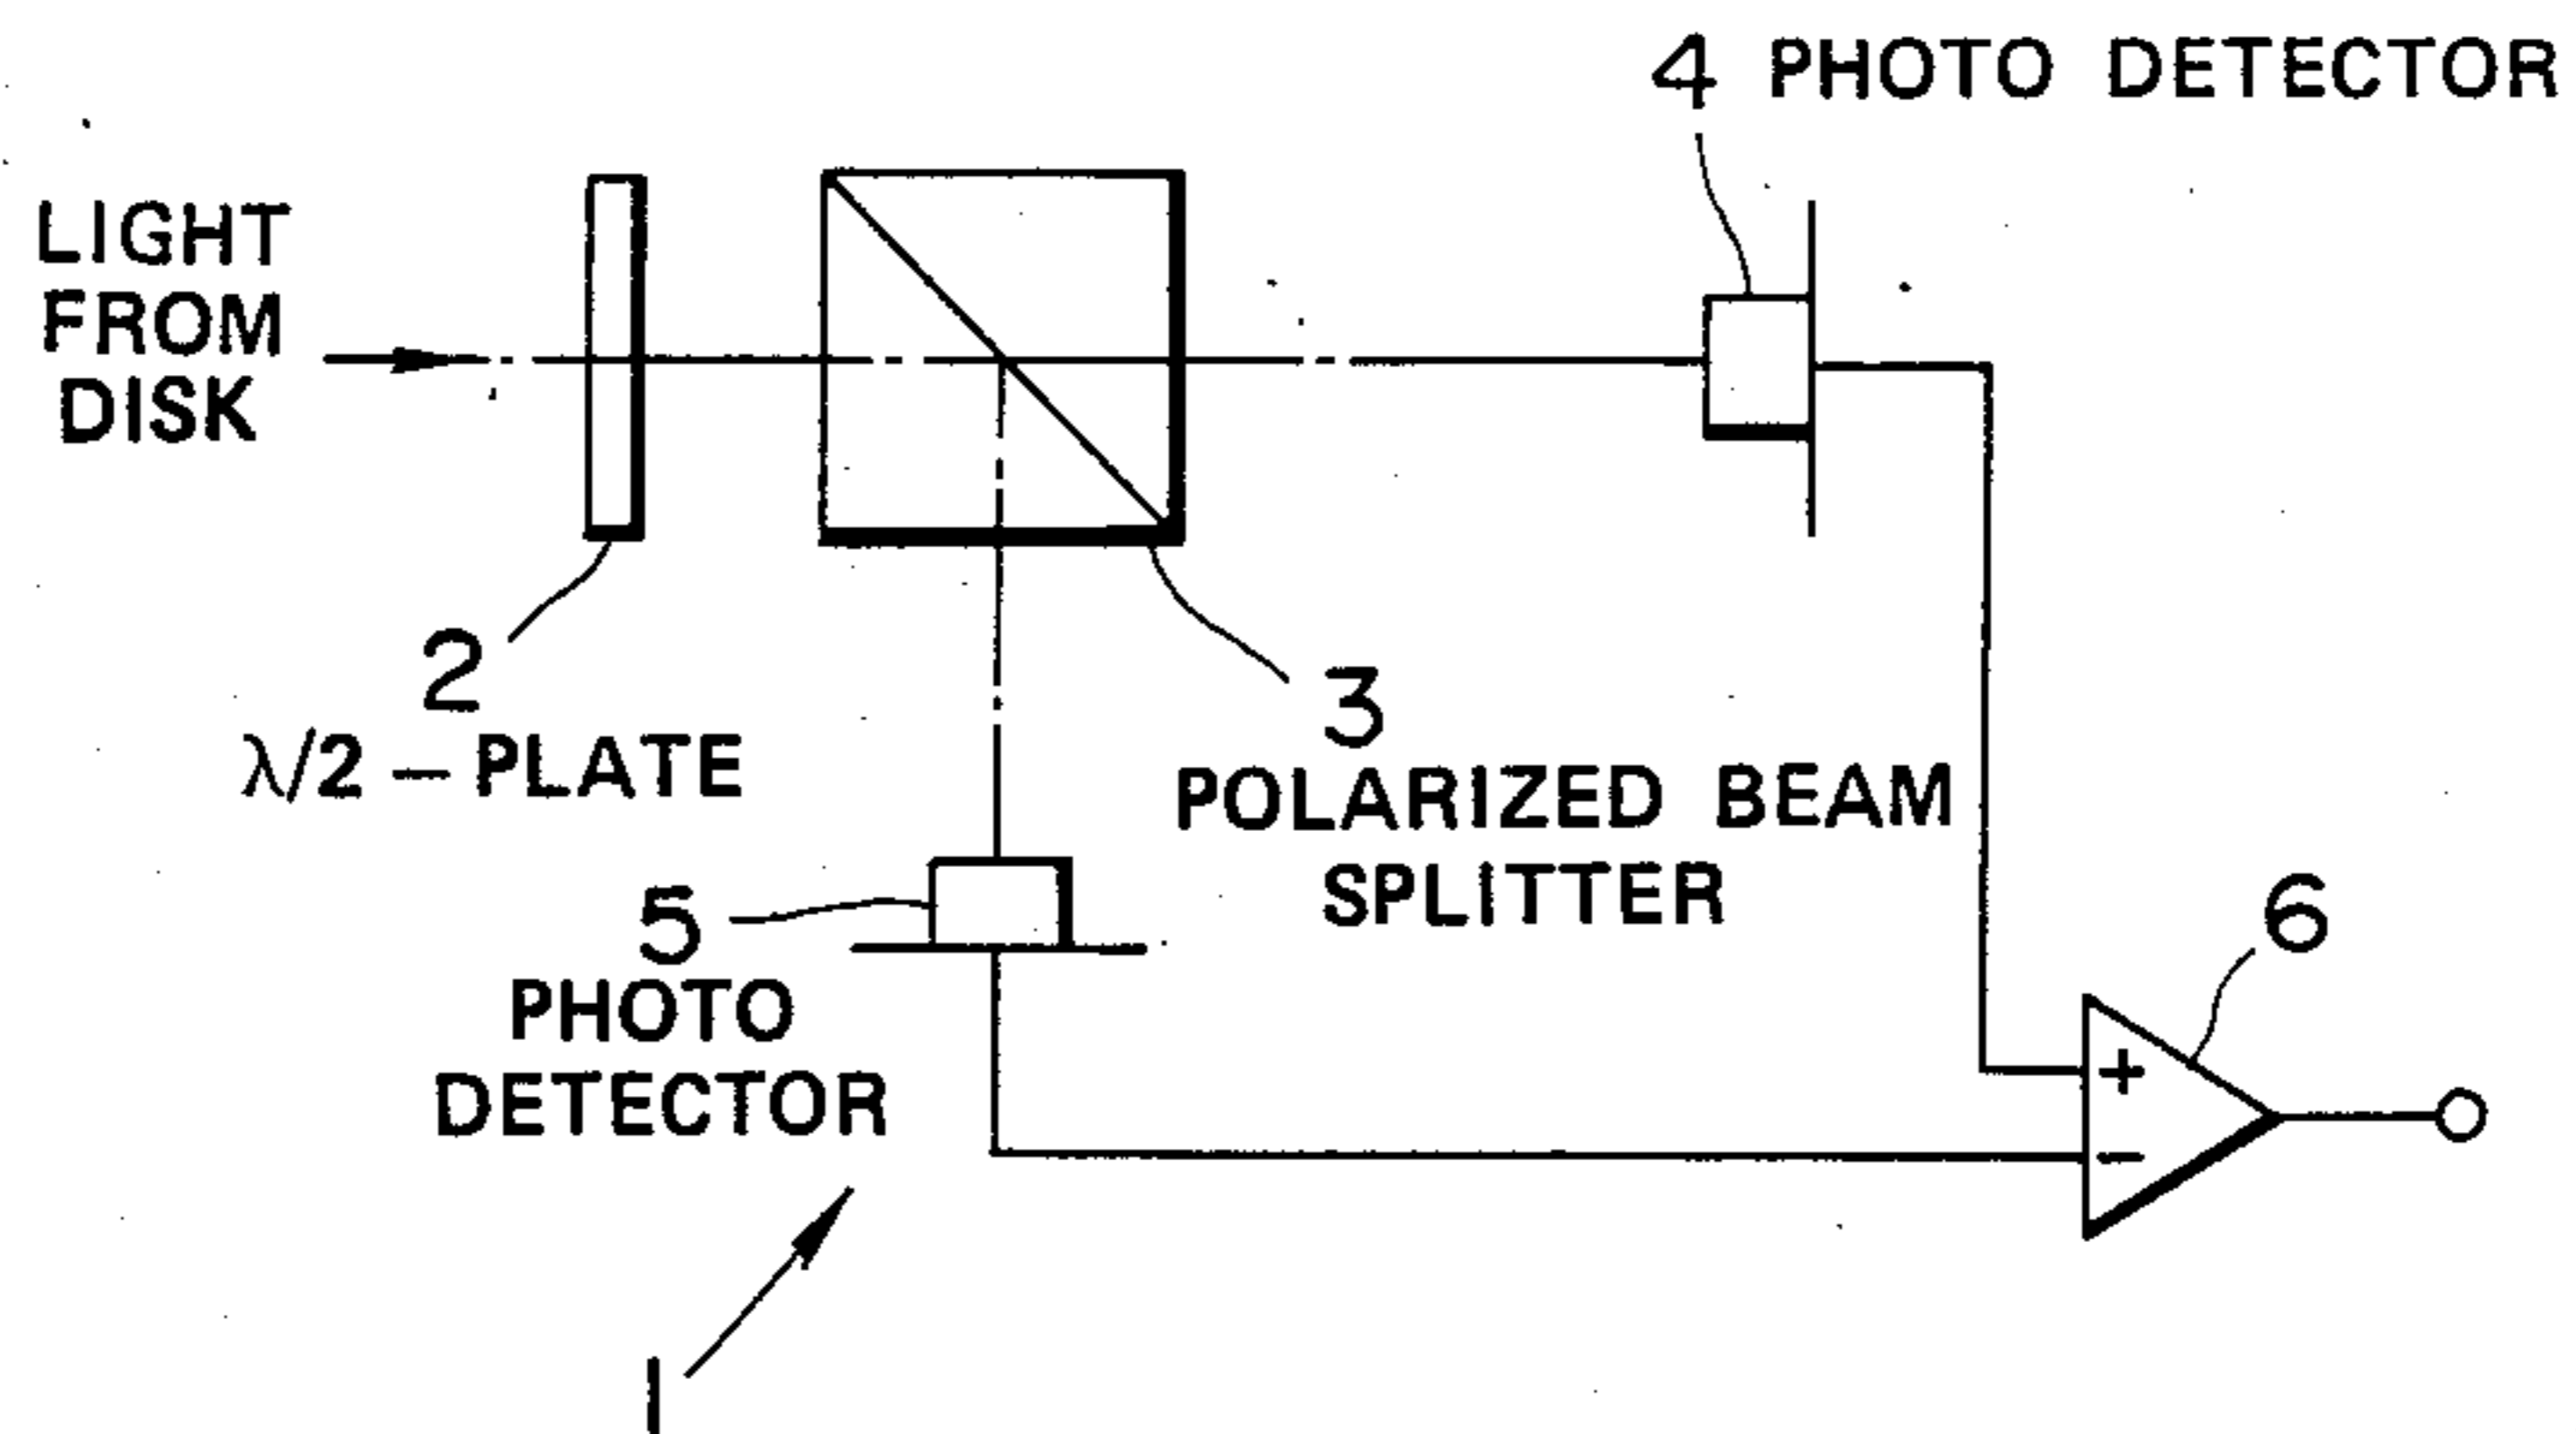 4 PHOTO DETECTOR
LIGHT
FROM
DISK
2
λ/2 – PLATE
3
POLARIZED BEAM
SPLITTER
5
PHOTO
DETECTOR
6
+
−
1